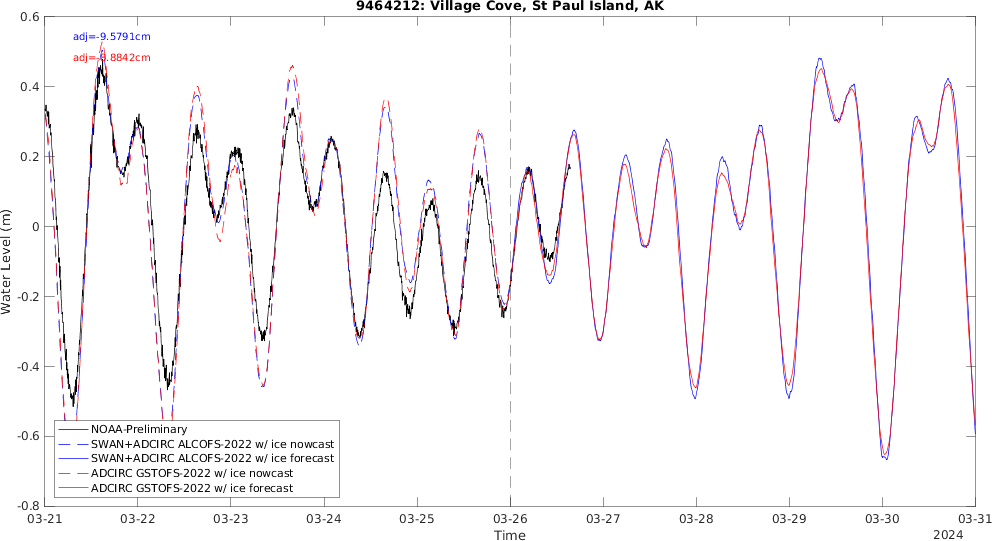 9464212: Village Cove, St Paul Island, AK
adj=-9.5791cm
adj=-9.8842cm
Water Level (m)
0.6
0.4
0.2
0
-0.2
-0.4
-0.6
-0.8
NOAA-Preliminary
SWAN+ADCIRC ALCOFS-2022 w/ ice nowcast
SWAN+ADCIRC ALCOFS-2022 w/ ice forecast
ADCIRC GSTOFS-2022 w/ ice nowcast
ADCIRC GSTOFS-2022 w/ ice forecast
03-21 03-22 03-23 03-24 03-25 03-26 03-27 03-28 03-29 03-30 03-31
Time
2024